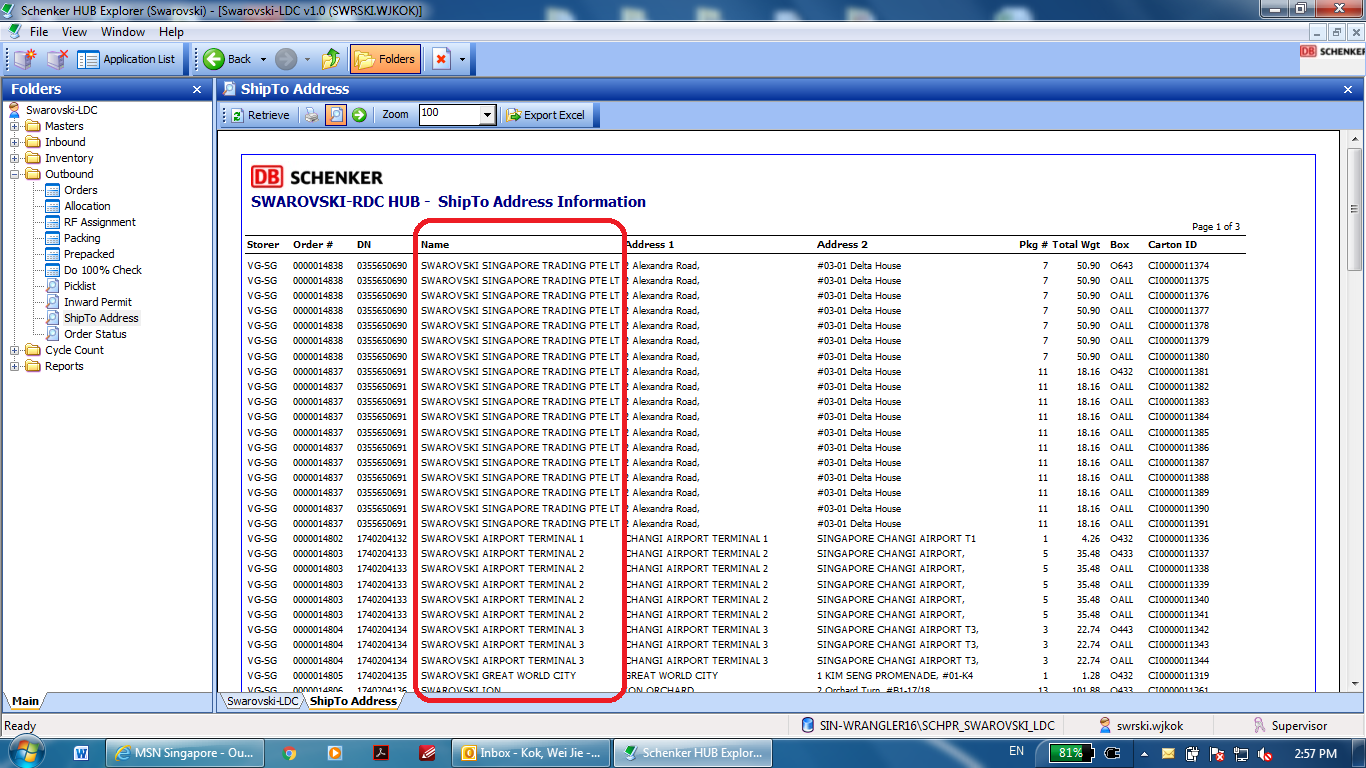 Schenker HUB Explorer (Swarovski) - [Swarovski-LDC v1.0 (SWRSKI.WJKOK)]
File View Window Help
Application List Back Folders DB SCHENKER
Folders
Swarovski-LDC
Masters
Inbound
Inventory
Outbound
Orders
Allocation
RF Assignment
Packing
Prepacked
Do 100% Check
Picklist
Inward Permit
ShipTo Address
Order Status
Cycle Count
Reports
Main
ShipTo Address
Retrieve Zoom 100 Export Excel
DB SCHENKER
SWAROVSKI-RDC HUB - ShipTo Address Information
Page 1 of 3
Storer Order # DN Name Address 1 Address 2 Pkg # Total Wgt Box Carton ID
VG-SG 0000014838 0355650690 SWAROVSKI SINGAPORE TRADING PTE LT 2 Alexandra Road, #03-01 Delta House 7 50.90 O643 CI0000011374
VG-SG 0000014838 0355650690 SWAROVSKI SINGAPORE TRADING PTE LT 2 Alexandra Road, #03-01 Delta House 7 50.90 OALL CI0000011375
VG-SG 0000014838 0355650690 SWAROVSKI SINGAPORE TRADING PTE LT 2 Alexandra Road, #03-01 Delta House 7 50.90 OALL CI0000011376
VG-SG 0000014838 0355650690 SWAROVSKI SINGAPORE TRADING PTE LT 2 Alexandra Road, #03-01 Delta House 7 50.90 OALL CI0000011377
VG-SG 0000014838 0355650690 SWAROVSKI SINGAPORE TRADING PTE LT 2 Alexandra Road, #03-01 Delta House 7 50.90 OALL CI0000011378
VG-SG 0000014838 0355650690 SWAROVSKI SINGAPORE TRADING PTE LT 2 Alexandra Road, #03-01 Delta House 7 50.90 OALL CI0000011379
VG-SG 0000014838 0355650690 SWAROVSKI SINGAPORE TRADING PTE LT 2 Alexandra Road, #03-01 Delta House 7 50.90 OALL CI0000011380
VG-SG 0000014837 0355650691 SWAROVSKI SINGAPORE TRADING PTE LT 2 Alexandra Road, #03-01 Delta House 11 18.16 O432 CI0000011381
VG-SG 0000014837 0355650691 SWAROVSKI SINGAPORE TRADING PTE LT 2 Alexandra Road, #03-01 Delta House 11 18.16 OALL CI0000011382
VG-SG 0000014837 0355650691 SWAROVSKI SINGAPORE TRADING PTE LT 2 Alexandra Road, #03-01 Delta House 11 18.16 OALL CI0000011383
VG-SG 0000014837 0355650691 SWAROVSKI SINGAPORE TRADING PTE LT 2 Alexandra Road, #03-01 Delta House 11 18.16 OALL CI0000011384
VG-SG 0000014837 0355650691 SWAROVSKI SINGAPORE TRADING PTE LT 2 Alexandra Road, #03-01 Delta House 11 18.16 OALL CI0000011385
VG-SG 0000014837 0355650691 SWAROVSKI SINGAPORE TRADING PTE LT 2 Alexandra Road, #03-01 Delta House 11 18.16 OALL CI0000011386
VG-SG 0000014837 0355650691 SWAROVSKI SINGAPORE TRADING PTE LT 2 Alexandra Road, #03-01 Delta House 11 18.16 OALL CI0000011387
VG-SG 0000014837 0355650691 SWAROVSKI SINGAPORE TRADING PTE LT 2 Alexandra Road, #03-01 Delta House 11 18.16 OALL CI0000011388
VG-SG 0000014837 0355650691 SWAROVSKI SINGAPORE TRADING PTE LT 2 Alexandra Road, #03-01 Delta House 11 18.16 OALL CI0000011389
VG-SG 0000014837 0355650691 SWAROVSKI SINGAPORE TRADING PTE LT 2 Alexandra Road, #03-01 Delta House 11 18.16 OALL CI0000011390
VG-SG 0000014837 0355650691 SWAROVSKI SINGAPORE TRADING PTE LT 2 Alexandra Road, #03-01 Delta House 11 18.16 OALL CI0000011391
VG-SG 0000014802 1740204132 SWAROVSKI AIRPORT TERMINAL 1 CHANGI AIRPORT TERMINAL 1 SINGAPORE CHANGI AIRPORT T1 1 4.26 O432 CI0000011336
VG-SG 0000014803 1740204133 SWAROVSKI AIRPORT TERMINAL 2 CHANGI AIRPORT TERMINAL 2 SINGAPORE CHANGI AIRPORT, 5 35.48 O433 CI0000011337
VG-SG 0000014803 1740204133 SWAROVSKI AIRPORT TERMINAL 2 CHANGI AIRPORT TERMINAL 2 SINGAPORE CHANGI AIRPORT, 5 35.48 OALL CI0000011338
VG-SG 0000014803 1740204133 SWAROVSKI AIRPORT TERMINAL 2 CHANGI AIRPORT TERMINAL 2 SINGAPORE CHANGI AIRPORT, 5 35.48 OALL CI0000011339
VG-SG 0000014803 1740204133 SWAROVSKI AIRPORT TERMINAL 2 CHANGI AIRPORT TERMINAL 2 SINGAPORE CHANGI AIRPORT, 5 35.48 OALL CI0000011340
VG-SG 0000014803 1740204133 SWAROVSKI AIRPORT TERMINAL 2 CHANGI AIRPORT TERMINAL 2 SINGAPORE CHANGI AIRPORT, 5 35.48 OALL CI0000011341
VG-SG 0000014804 1740204134 SWAROVSKI AIRPORT TERMINAL 3 CHANGI AIRPORT TERMINAL 3 SINGAPORE CHANGI AIRPORT T3, 3 22.74 O443 CI0000011342
VG-SG 0000014804 1740204134 SWAROVSKI AIRPORT TERMINAL 3 CHANGI AIRPORT TERMINAL 3 SINGAPORE CHANGI AIRPORT T3, 3 22.74 OALL CI0000011343
VG-SG 0000014804 1740204134 SWAROVSKI AIRPORT TERMINAL 3 CHANGI AIRPORT TERMINAL 3 SINGAPORE CHANGI AIRPORT T3, 3 22.74 OALL CI0000011344
VG-SG 0000014805 1740204135 SWAROVSKI GREAT WORLD CITY GREAT WORLD CITY 1 KIM SENG PROMENADE, #01-K4 1 1.28 O432 CI0000011319
VG-SG 0000014806 1740204136 SWAROVSKI ION ION ORCHARD 2 Orchard Turn, #B1-17/18 13 101.88 O433 CI0000011361
Swarovski-LDC ShipTo Address
Ready SIN-WRANGLER16\SCHPR_SWAROVSKI_LDC swrski.wjkok Supervisor
MSN Singapore - Ou... Inbox - Kok, Wei Jie -... Schenker HUB Explor... EN 81% 2:57 PM